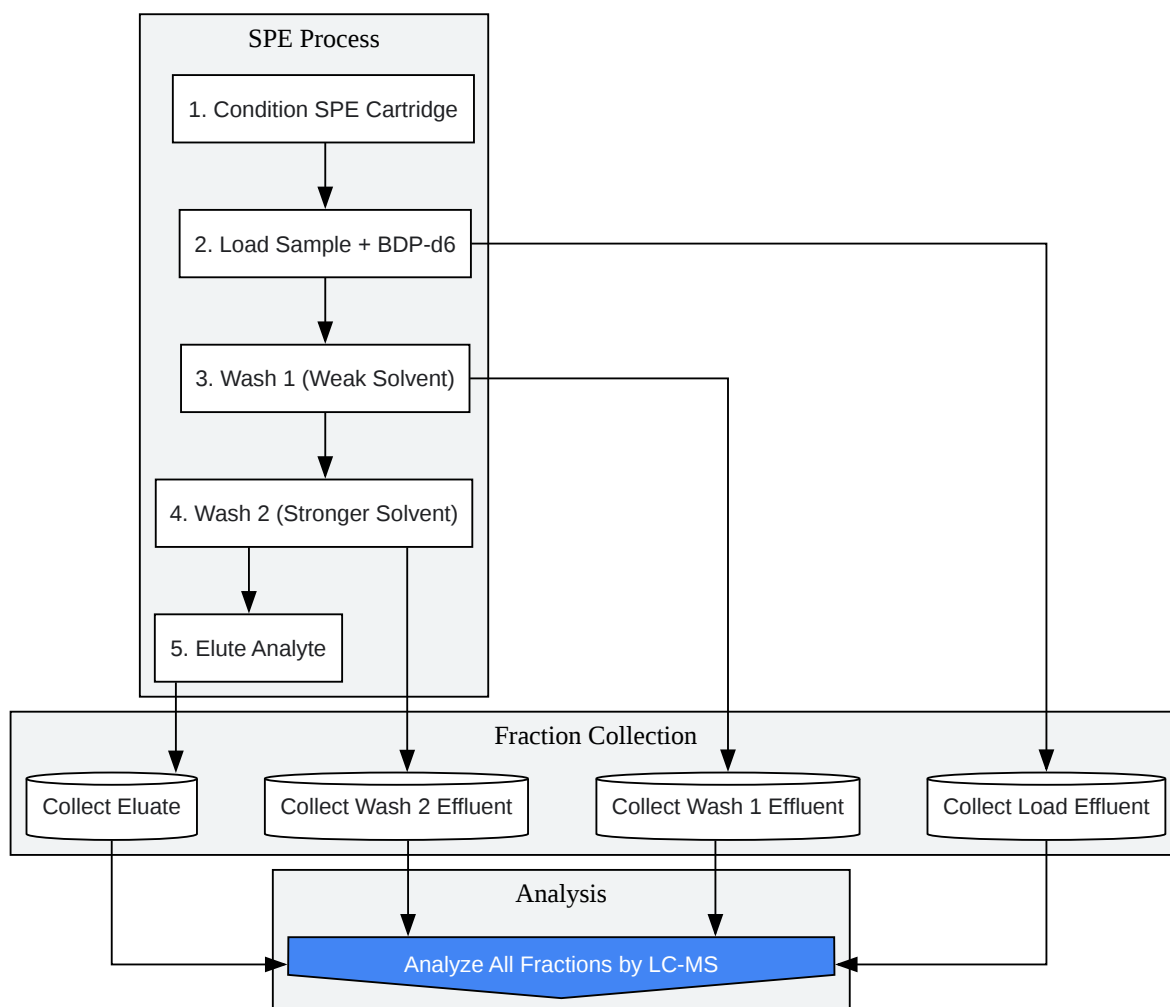 SPE Process
1. Condition SPE Cartridge
2. Load Sample + BDP-d6
3. Wash 1 (Weak Solvent)
4. Wash 2 (Stronger Solvent)
5. Elute Analyte
Fraction Collection
Collect Eluate
Collect Wash 2 Effluent
Collect Wash 1 Effluent
Collect Load Effluent
Analysis
Analyze All Fractions by LC-MS